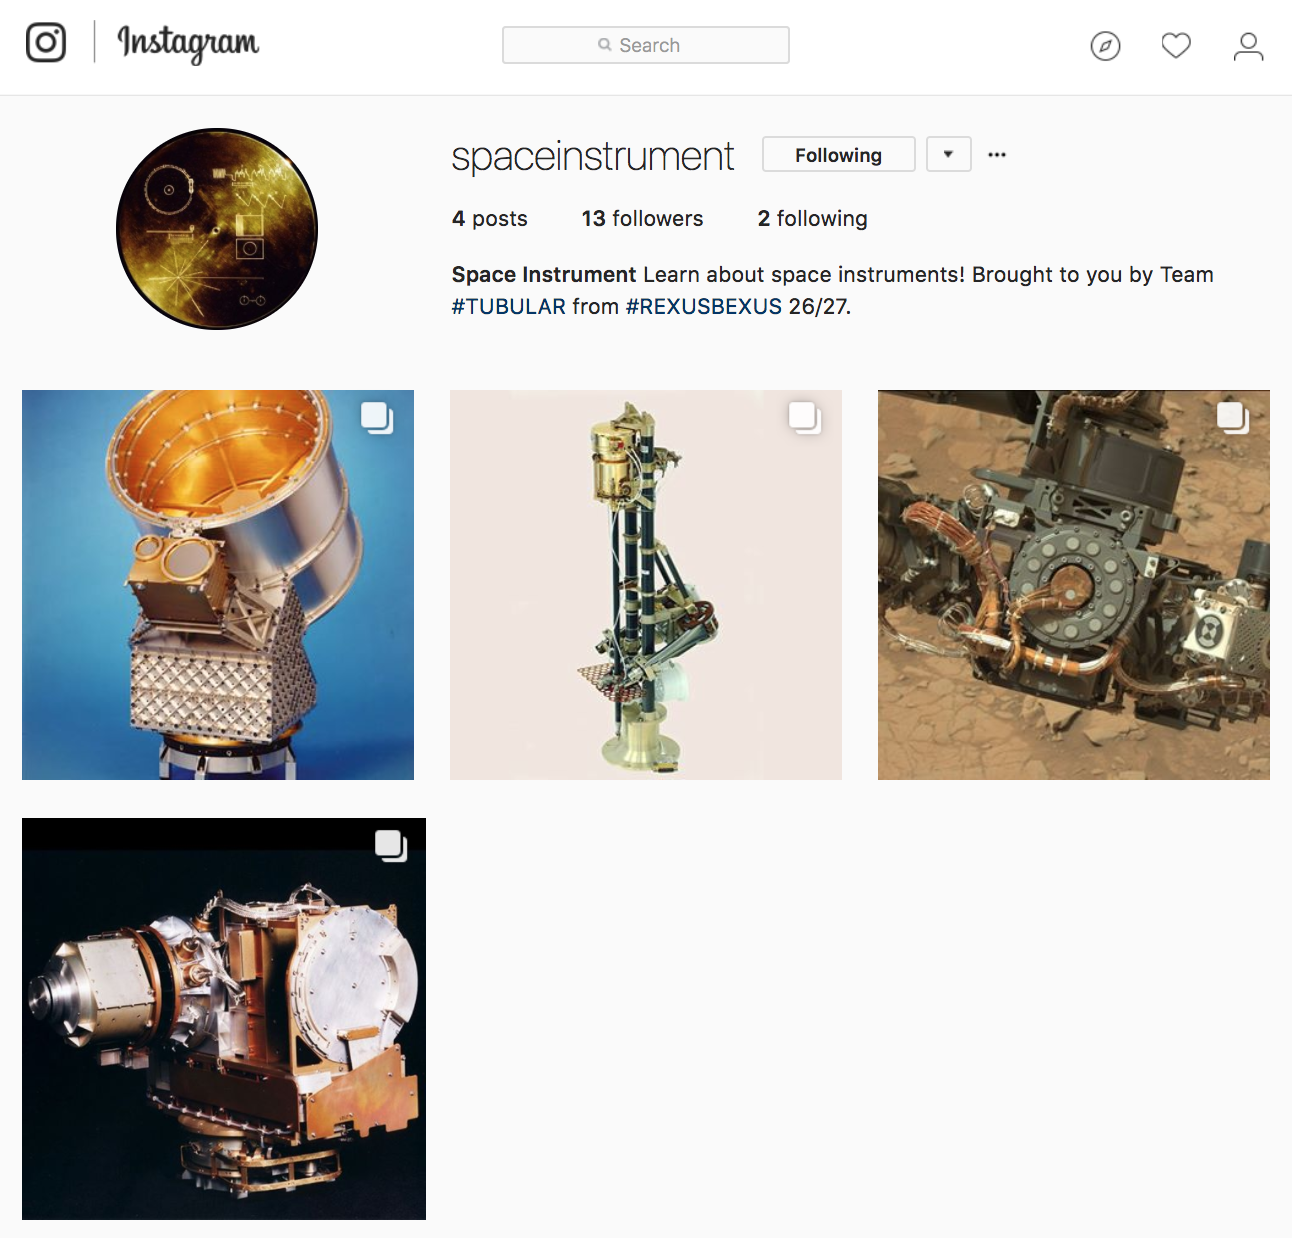 Instagram
Search
spaceinstrument
Following
4 posts
13 followers
2 following
Space Instrument Learn about space instruments! Brought to you by Team
#TUBULAR from #REXUSBEXUS 26/27.